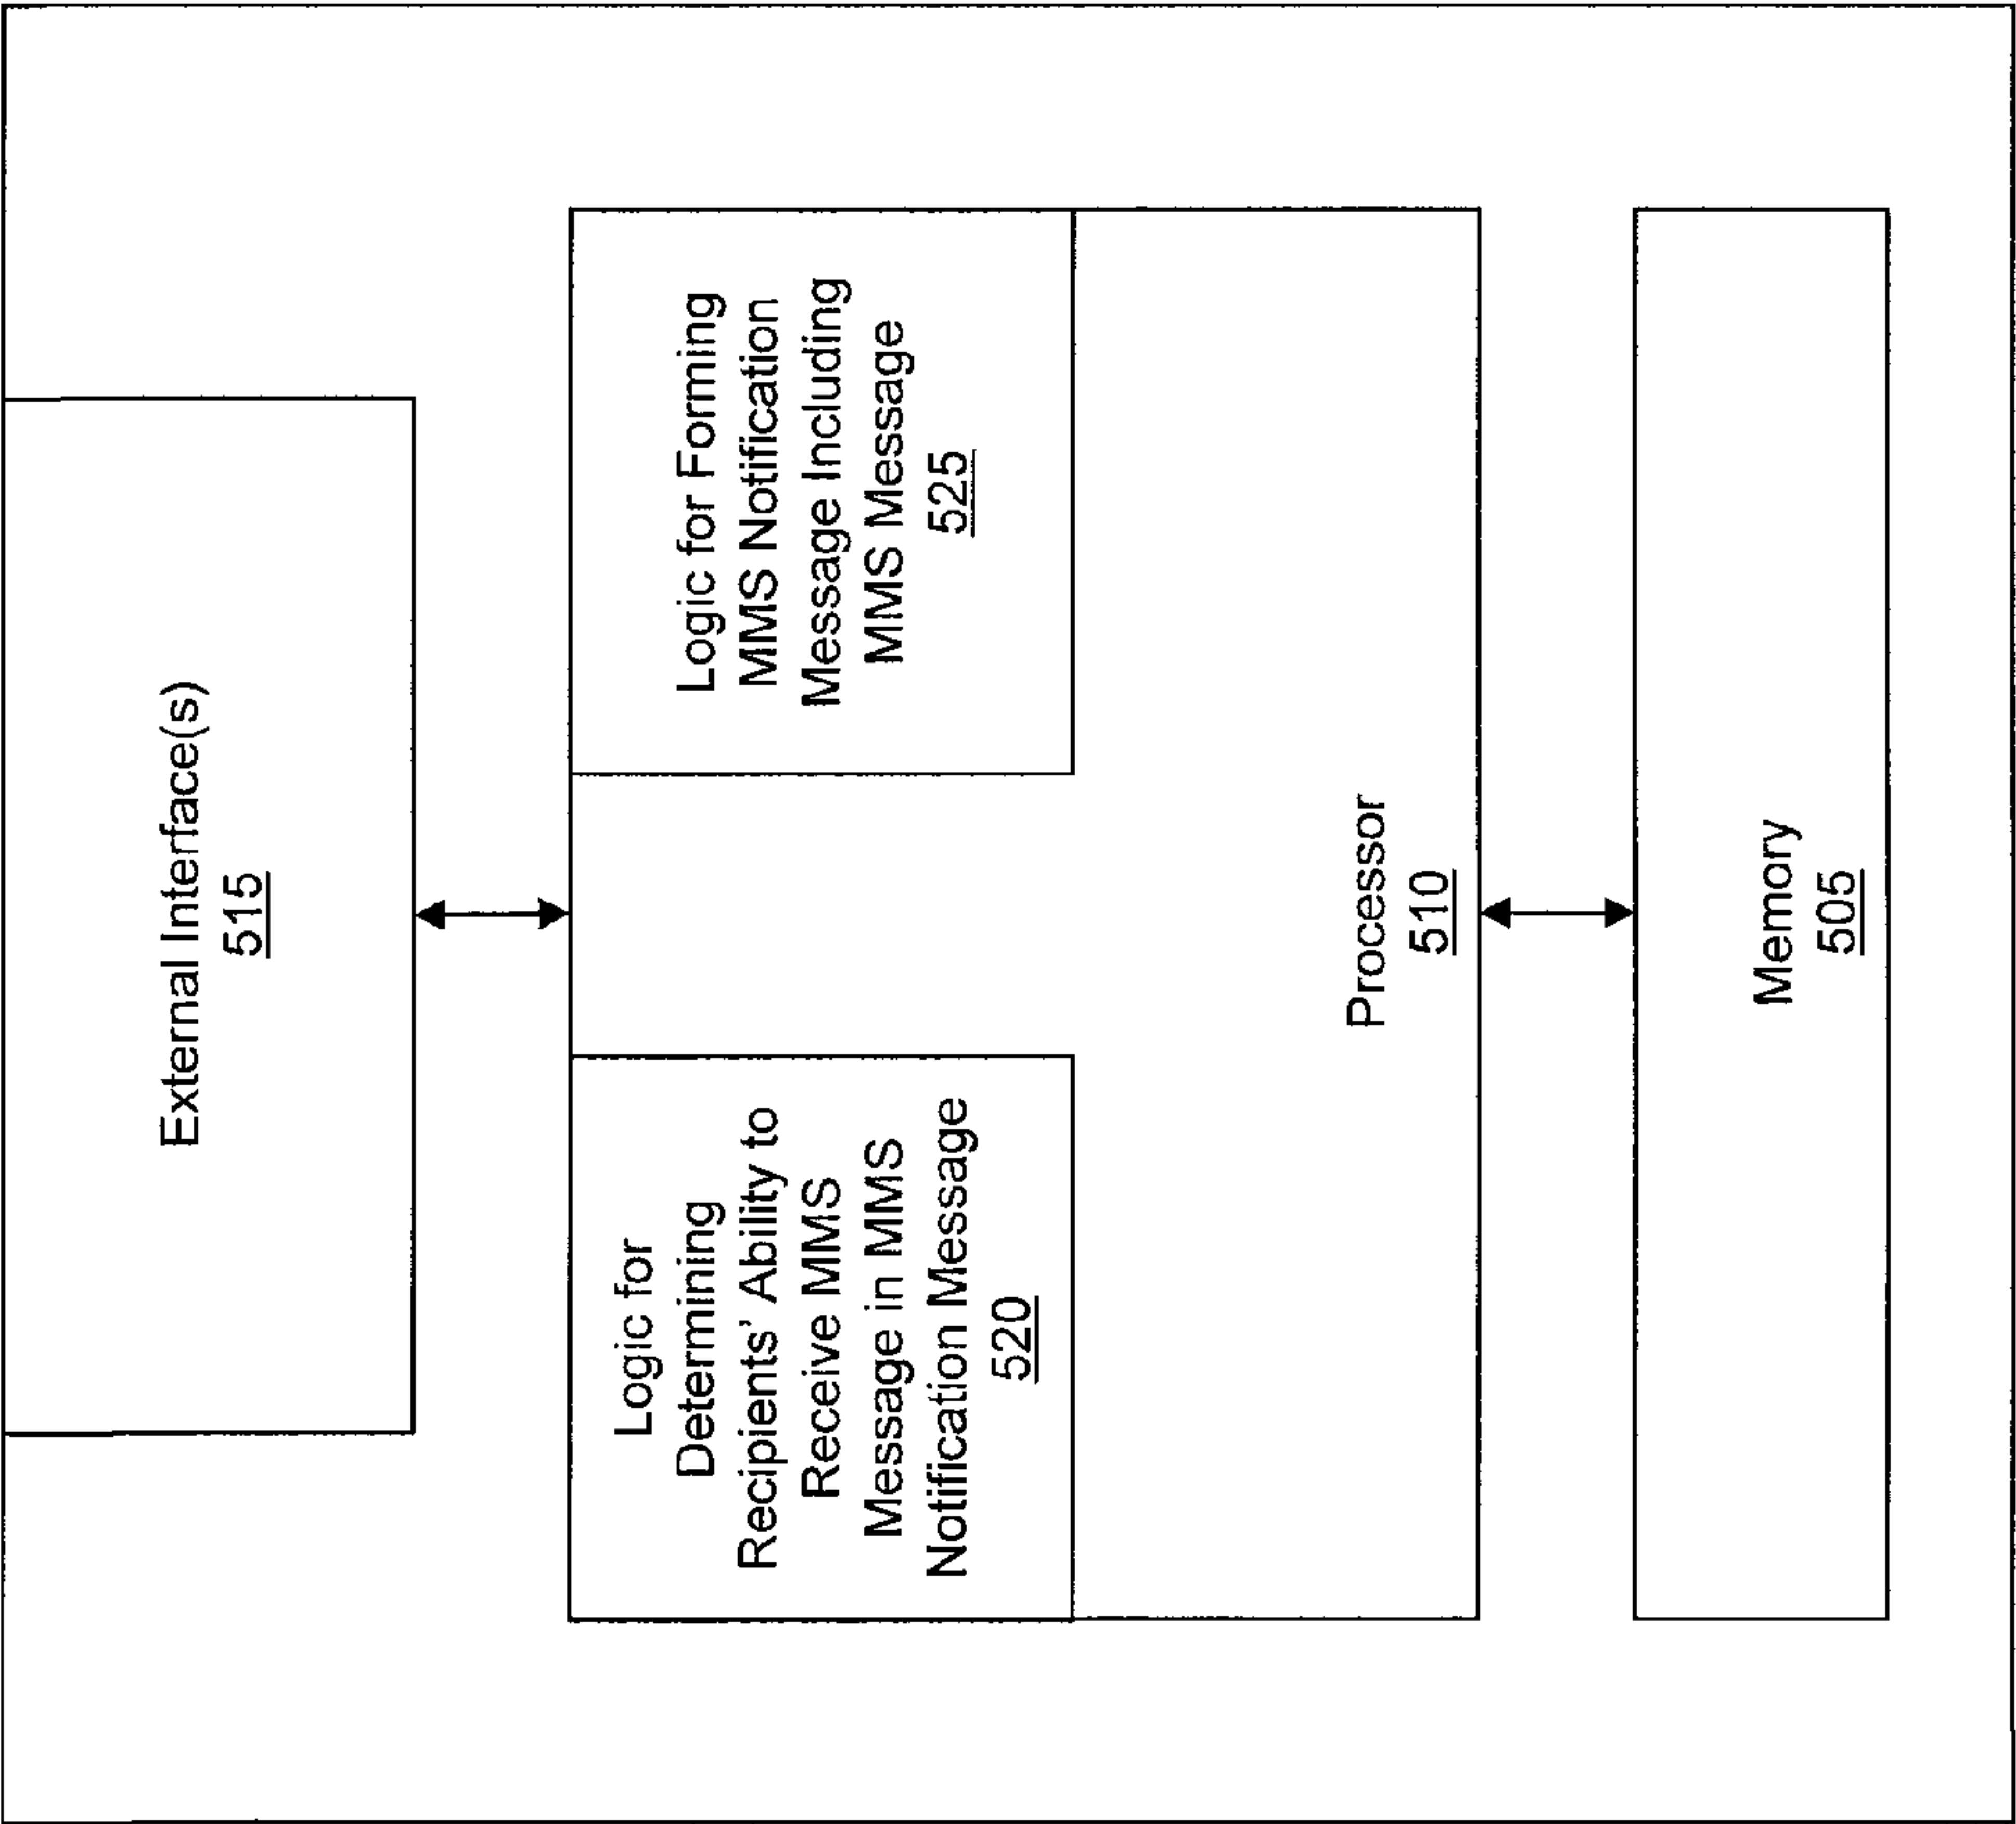 External Interface(s)
515
Logic for
Determining
Recipients' Ability to
Receive MMS
Message in MMS
Notification Message
520
Logic for Forming
MMS Notification
Message Including
MMS Message
525
Processor
510
Memory
505